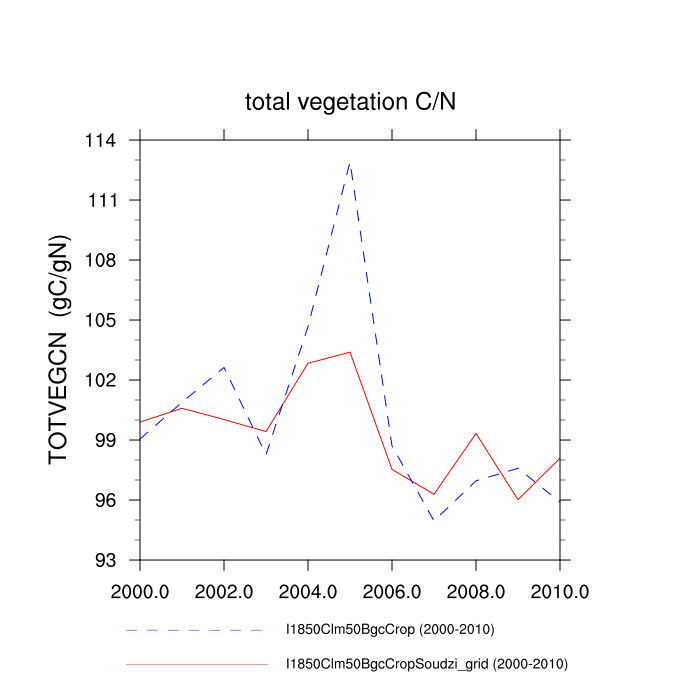 total vegetation C/N
TOTVEGCN (gC/gN)
114
111
108
105
102
99
96
93
2000.0 2002.0 2004.0 2006.0 2008.0 2010.0
I1850Clm50BgcCrop (2000-2010)
I1850Clm50BgcCropSoudzi_grid (2000-2010)